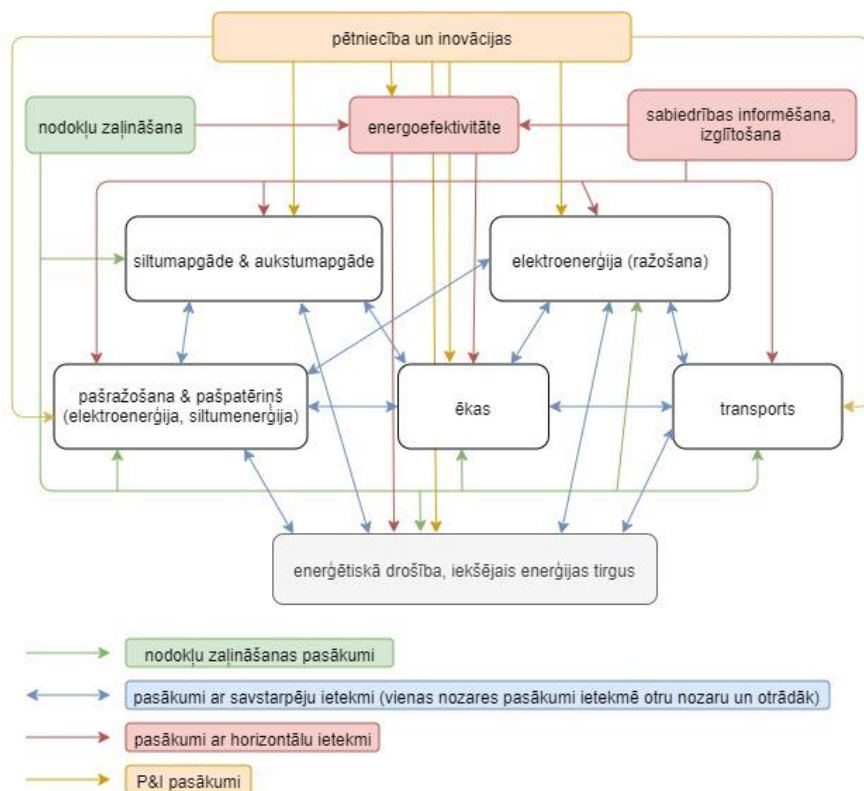 pētniecība un inovācijas
nodokļu zaļināšana
energoefektivitāte
sabiedrības informēšana,
izglītošana
siltumapgāde & aukstumapgāde
elektroenerģija (ražošana)
pašražošana & pašpatēriņš
(elektroenerģija, siltumenerģija)
ēkas
transports
enerģētiskā drošība, iekšējais enerģijas tirgus
nodokļu zaļināšanas pasākumi
pasākumi ar savstarpēju ietekmi (vienas nozares pasākumi ietekmē otru nozaru un otrādāk)
pasākumi ar horizontālu ietekmi
P&I pasākumi